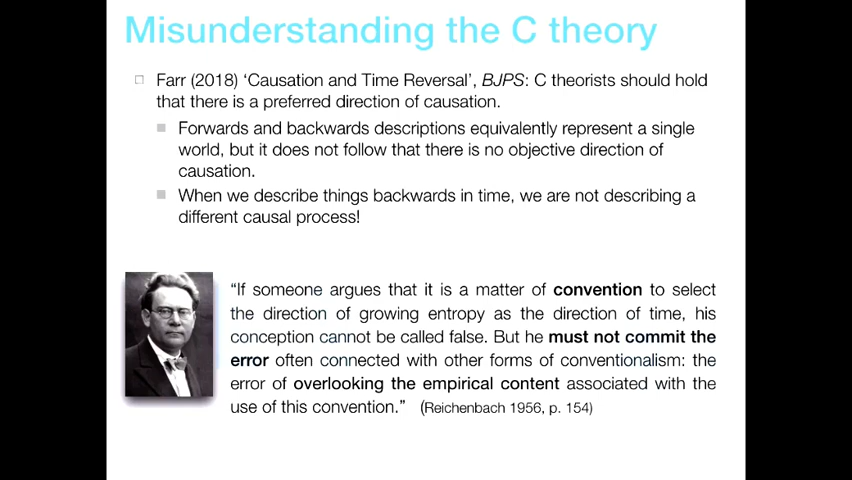 Misunderstanding the C theory
Farr (2018) ‘Causation and Time Reversal’, BJPS: C theorists should hold
that there is a preferred direction of causation.
Forwards and backwards descriptions equivalently represent a single
world, but it does not follow that there is no objective direction of
causation.
When we describe things backwards in time, we are not describing a
different causal process!
“If someone argues that it is a matter of convention to select
the direction of growing entropy as the direction of time, his
conception cannot be called false. But he must not commit the
error often connected with other forms of conventionalism: the
error of overlooking the empirical content associated with the
use of this convention.” (Reichenbach 1956, p. 154)